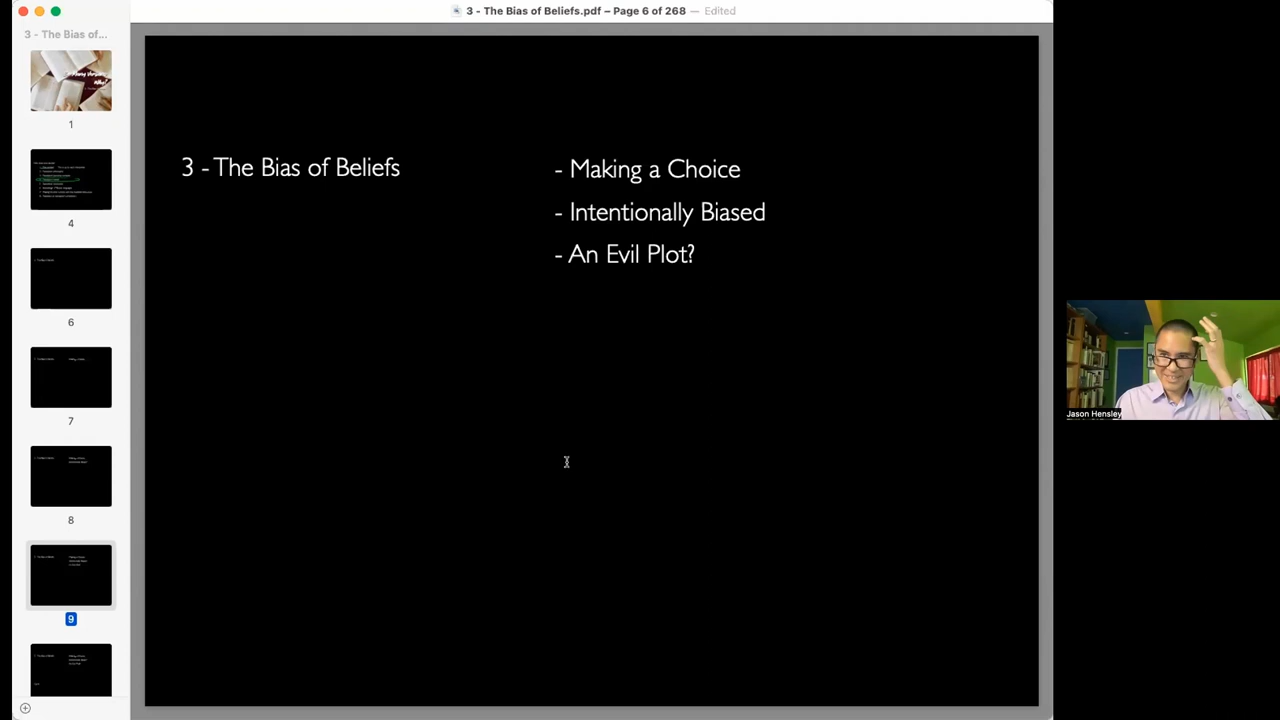 3 - The Bias of Beliefs.pdf – Page 6 of 268 — Edited
3 - The Bias of...
1
4
6
7
8
9
3 - The Bias of Beliefs
- Making a Choice
- Intentionally Biased
- An Evil Plot?
Jason Hensley